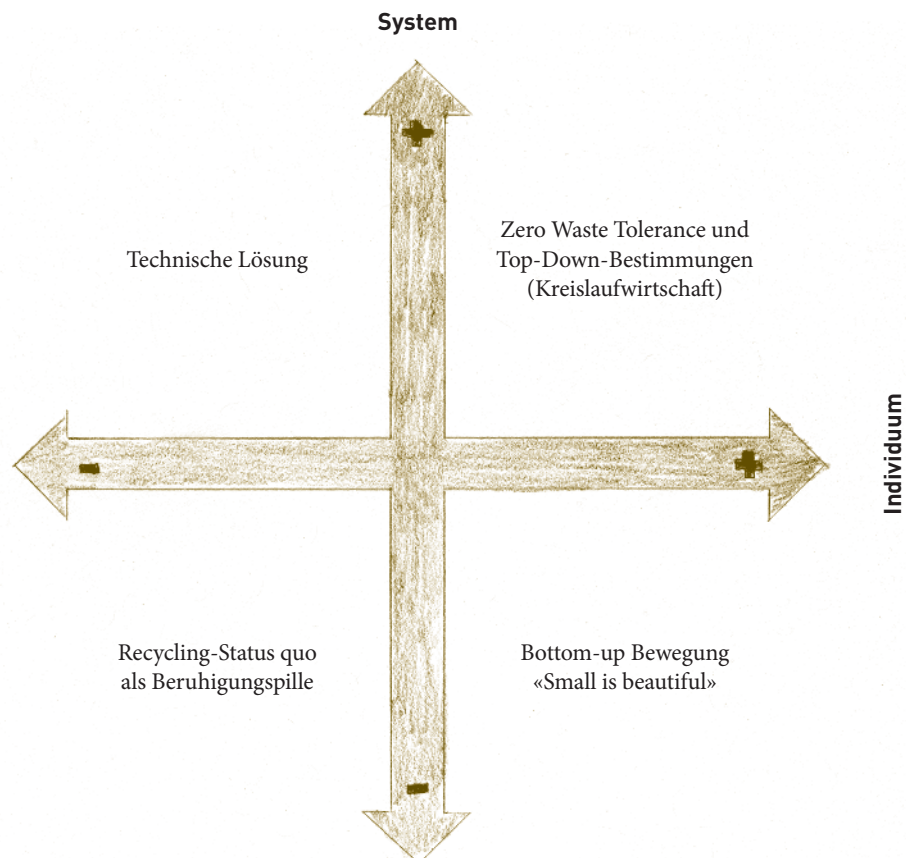 System
+
Technische Lösung
Zero Waste Tolerance und
Top-Down-Bestimmungen
(Kreislaufwirtschaft)
Individuum
-
+
Recycling-Status quo
als Beruhigungspille
Bottom-up Bewegung
«Small is beautiful»
-